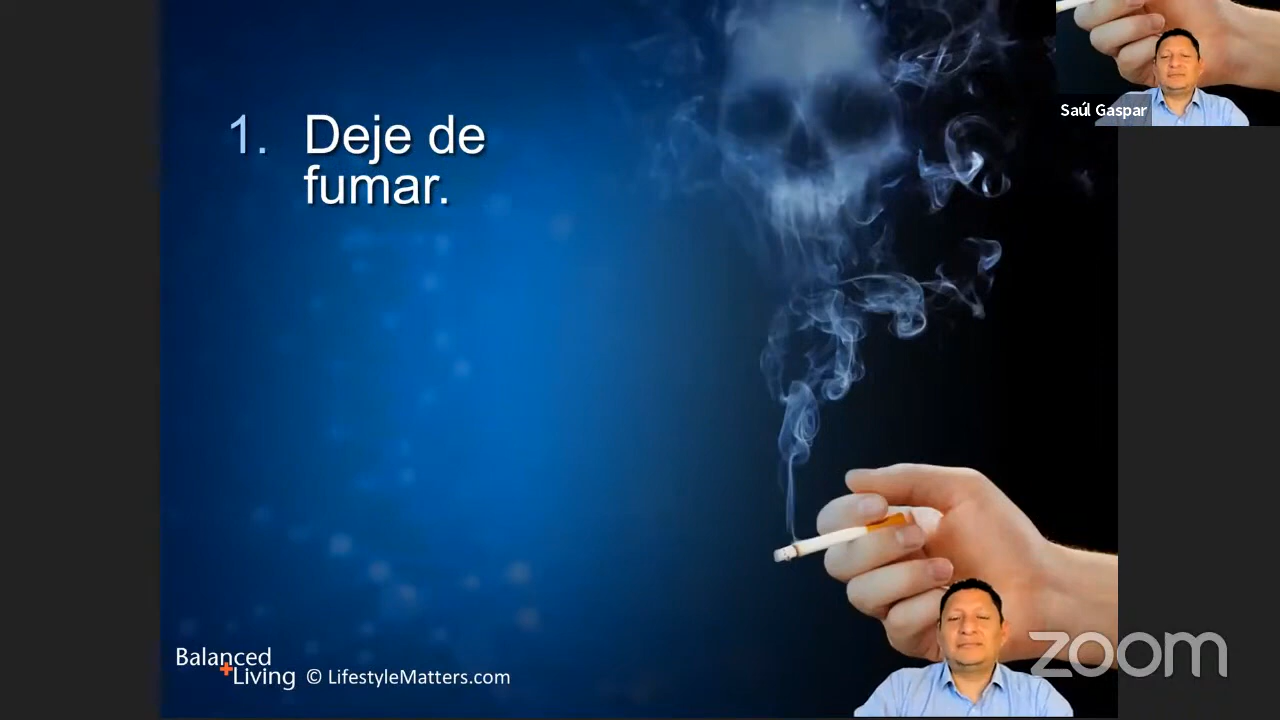 1. Deje de
fumar.
Saúl Gaspar
Balanced
Living © LifestyleMatters.com
zoom